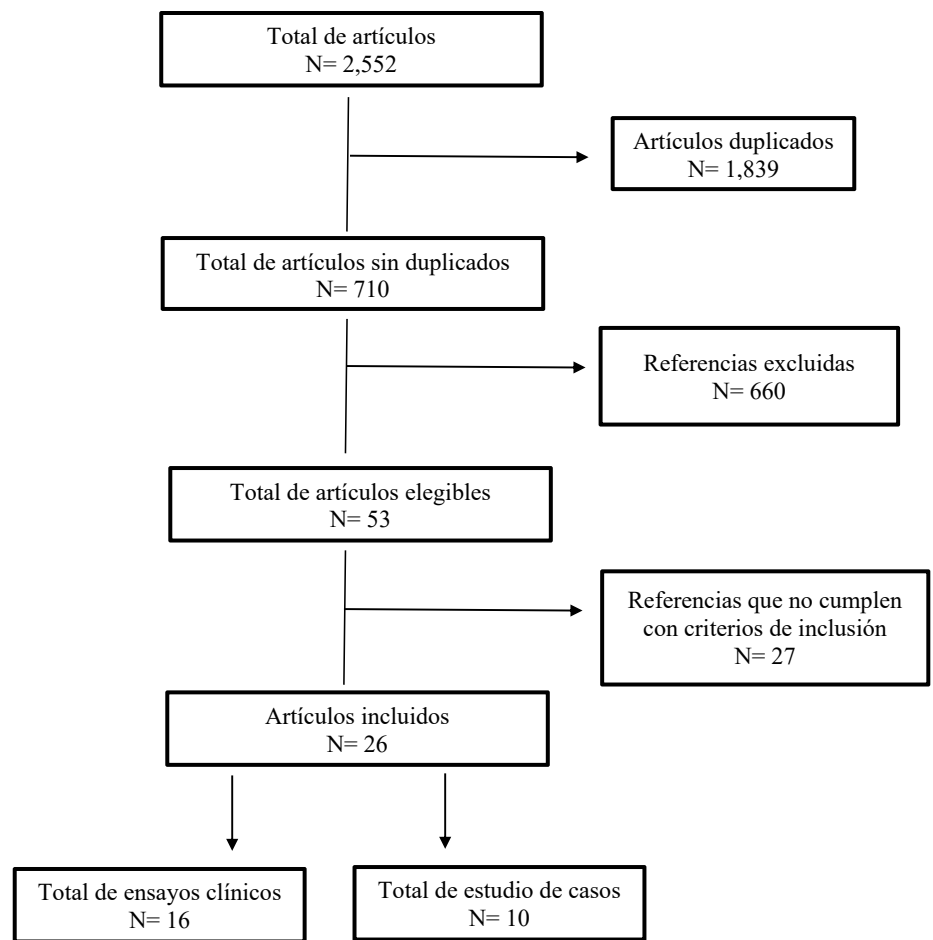 Total de artículos
N= 2,552
Artículos duplicados
N= 1,839
Total de artículos sin duplicados
N= 710
Referencias excluidas
N= 660
Total de artículos elegibles
N= 53
Referencias que no cumplen
con criterios de inclusión
N= 27
Artículos incluidos
N= 26
Total de ensayos clínicos
N= 16
Total de estudio de casos
N= 10